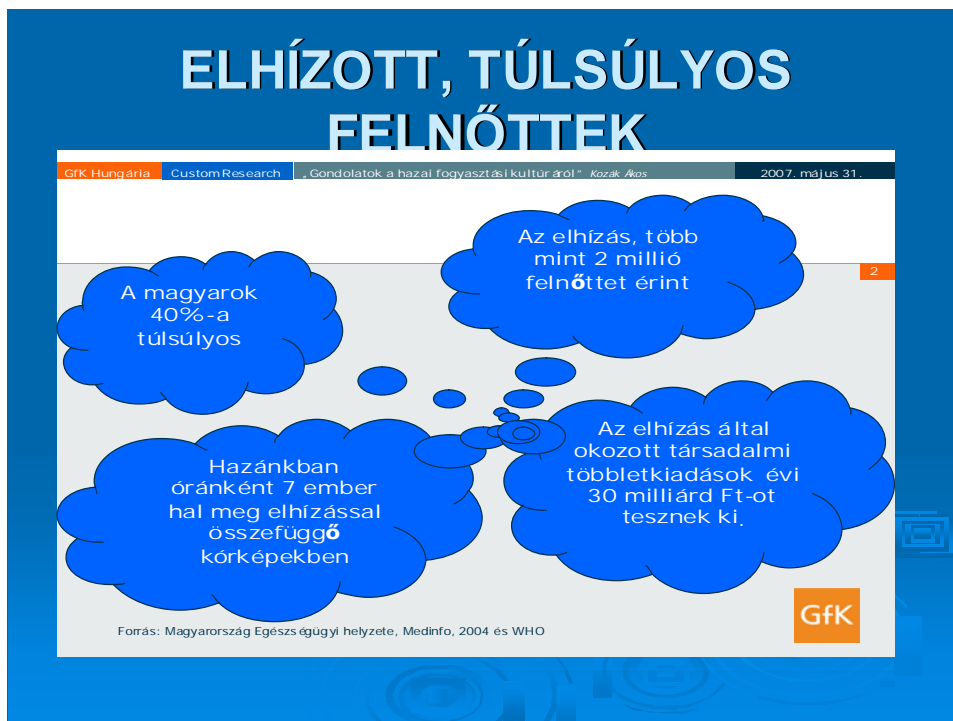 ELHÍZOTT, TÚLSÚLYOS
FELNŐTTEK
GfK Hungária Custom Research „Gondolatok a hazai fogyasztási kultúráról” Kozák Ákos 2007. május 31.
2
Az elhízás, több
mint 2 millió
felnőttet érint
A magyarok
40%-a
túlsúlyos
Hazánkban
óránként 7 ember
hal meg elhízással
összefüggő
kórképekben
Az elhízás által
okozott társadalmi
többletkiadások évi
30 milliárd Ft-ot
tesznek ki.
GfK
Forrás: Magyarország Egészségügyi helyzete, Medinfo, 2004 és WHO